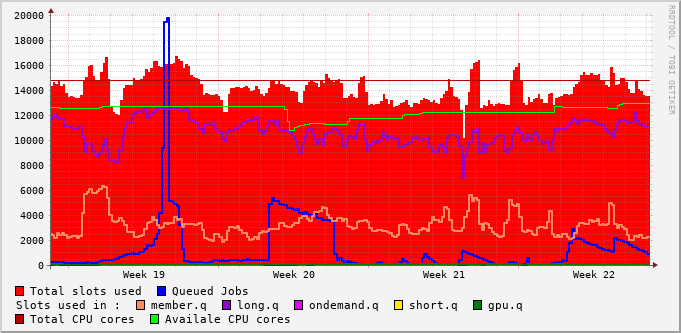 RRDTOOL / TOBI OETIKER
20000
18000
16000
14000
12000
10000
8000
6000
4000
2000
0
Week 19 Week 20 Week 21 Week 22
Total slots used Queued Jobs
Slots used in : member.q long.q ondemand.q short.q gpu.q
Total CPU cores Availale CPU cores